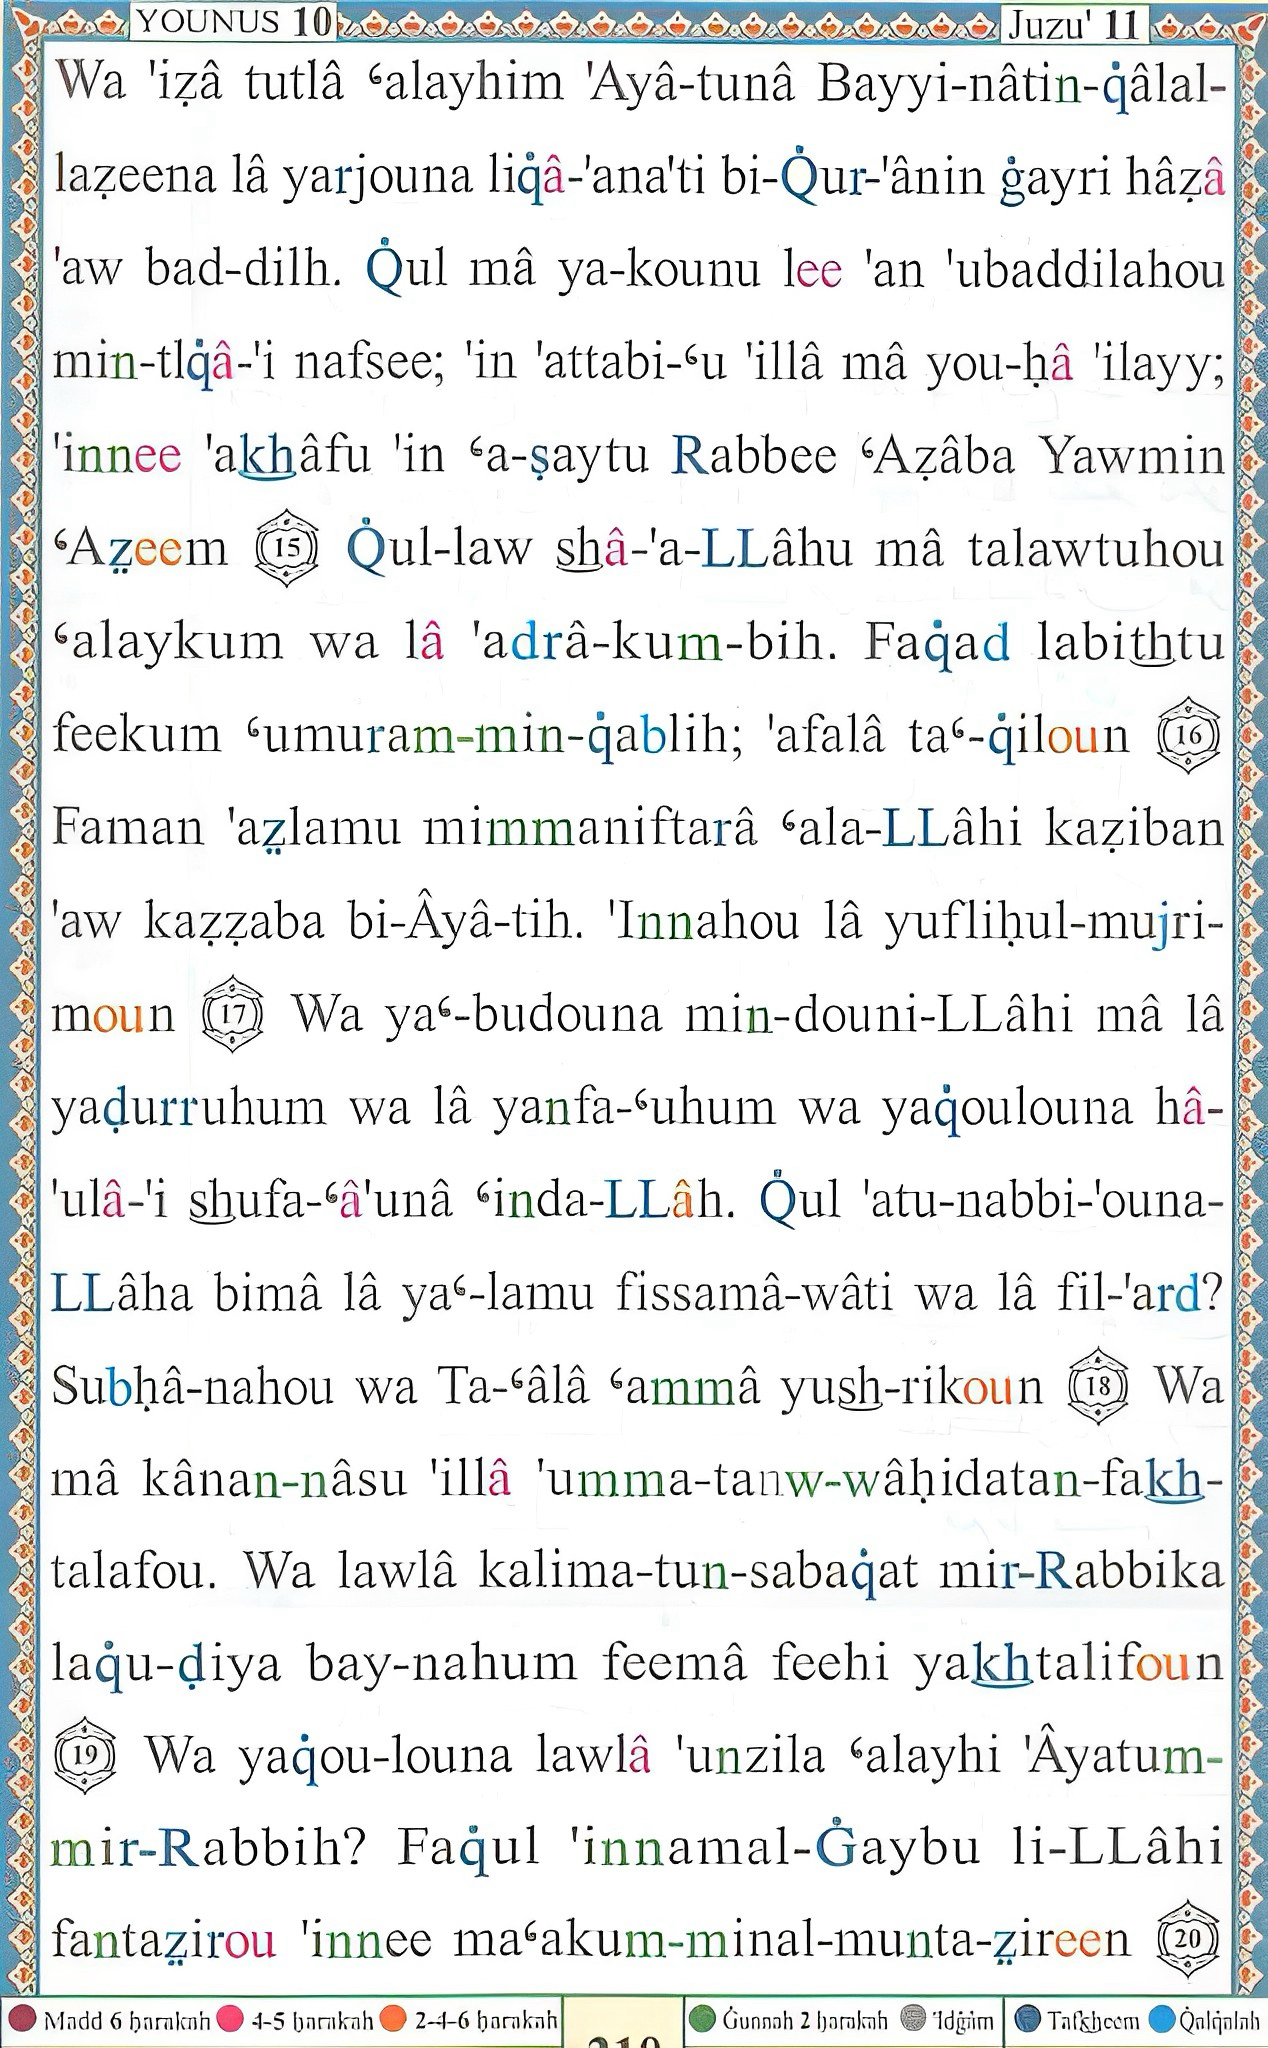 YOUNUS 10 Juzu' 11
Wa 'iẓâ tutlâ ʿalayhim 'Ayâ-tunâ Bayyi-nâtin-q̇âlal-
laẓeena lâ yarjouna liq̇â-'ana'ti bi-Q̇ur-'ânin ġayri hâẓâ
'aw bad-dilh. Q̇ul mâ ya-kounu lee 'an 'ubaddilahou
min-tlq̇â-'i nafsee; 'in 'attabi-ʿu 'illâ mâ you-ḥâ 'ilayy;
'innee 'akhâfu 'in ʿa-ṣaytu Rabbee ʿAẓâba Yawmin
ʿAẓ̤eem 15 Q̇ul-law shâ-'a-LLâhu mâ talawtuhou
ʿalaykum wa lâ 'adrâ-kum-bih. Faq̇ad labithtu
feekum ʿumuram-min-q̇ablih; 'afalâ taʿ-q̇iloun 16
Faman 'az̤lamu mimmaniftarâ ʿala-LLâhi kaẓiban
'aw kaẓẓaba bi-Âyâ-tih. 'Innahou lâ yufliḥul-mujri-
moun 17 Wa yaʿ-budouna min-douni-LLâhi mâ lâ
yaḍurruhum wa lâ yanfa-ʿuhum wa yaq̇oulouna hâ-
'ulâ-'i shufa-ʿâ'unâ ʿinda-LLâh. Q̇ul 'atu-nabbi-'ouna-
LLâha bimâ lâ yaʿ-lamu fissamâ-wâti wa lâ fil-'ard?
Subḥâ-nahou wa Ta-ʿâlâ ʿammâ yush-rikoun 18 Wa
mâ kânan-nâsu 'illâ 'umma-tanw-wâḥidatan-fakh-
talafou. Wa lawlâ kalima-tun-sabaq̇at mir-Rabbika
laq̇u-ḍiya bay-nahum feemâ feehi yakhtalifoun
19 Wa yaq̇ou-louna lawlâ 'unzila ʿalayhi 'Âyatum-
mir-Rabbih? Faq̇ul 'innamal-Ġaybu li-LLâhi
fantaz̤irou 'innee maʿakum-minal-munta-z̤ireen 20
Madd 6 ḥarakah 4-5 ḥarakah 2-4-6 ḥarakah Ġunnah 2 ḥarakah 'Idġâm Tafkheem Q̇alq̇alah